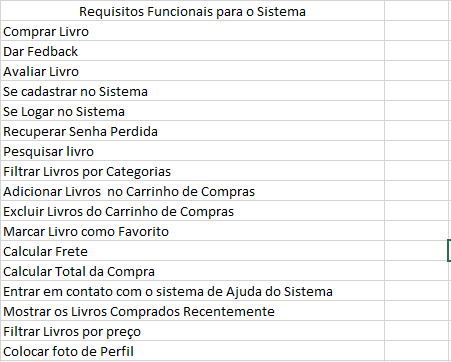 Requisitos Funcionais para o Sistema
Comprar Livro
Dar Fedback
Avaliar Livro
Se cadastrar no Sistema
Se Logar no Sistema
Recuperar Senha Perdida
Pesquisar livro
Filtrar Livros por Categorias
Adicionar Livros  no Carrinho de Compras
Excluir Livros do Carrinho de Compras
Marcar Livro como Favorito
Calcular Frete
Calcular Total da Compra
Entrar em contato com o sistema de Ajuda do Sistema
Mostrar os Livros Comprados Recentemente
Filtrar Livros por preço
Colocar foto de Perfil